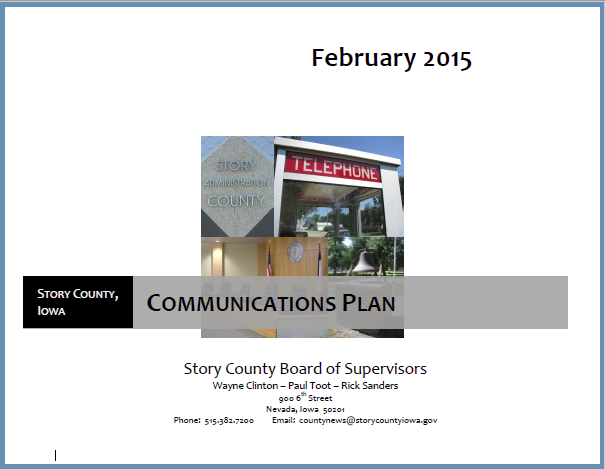 February 2015
STORY
ADMINISTRATION
COUNTY
TELEPHONE
STORY COUNTY,
IOWA
COMMUNICATIONS PLAN
Story County Board of Supervisors
Wayne Clinton – Paul Toot – Rick Sanders
900 6th Street
Nevada, Iowa 50201
Phone: 515.382.7200 Email: countynews@storycountyiowa.gov